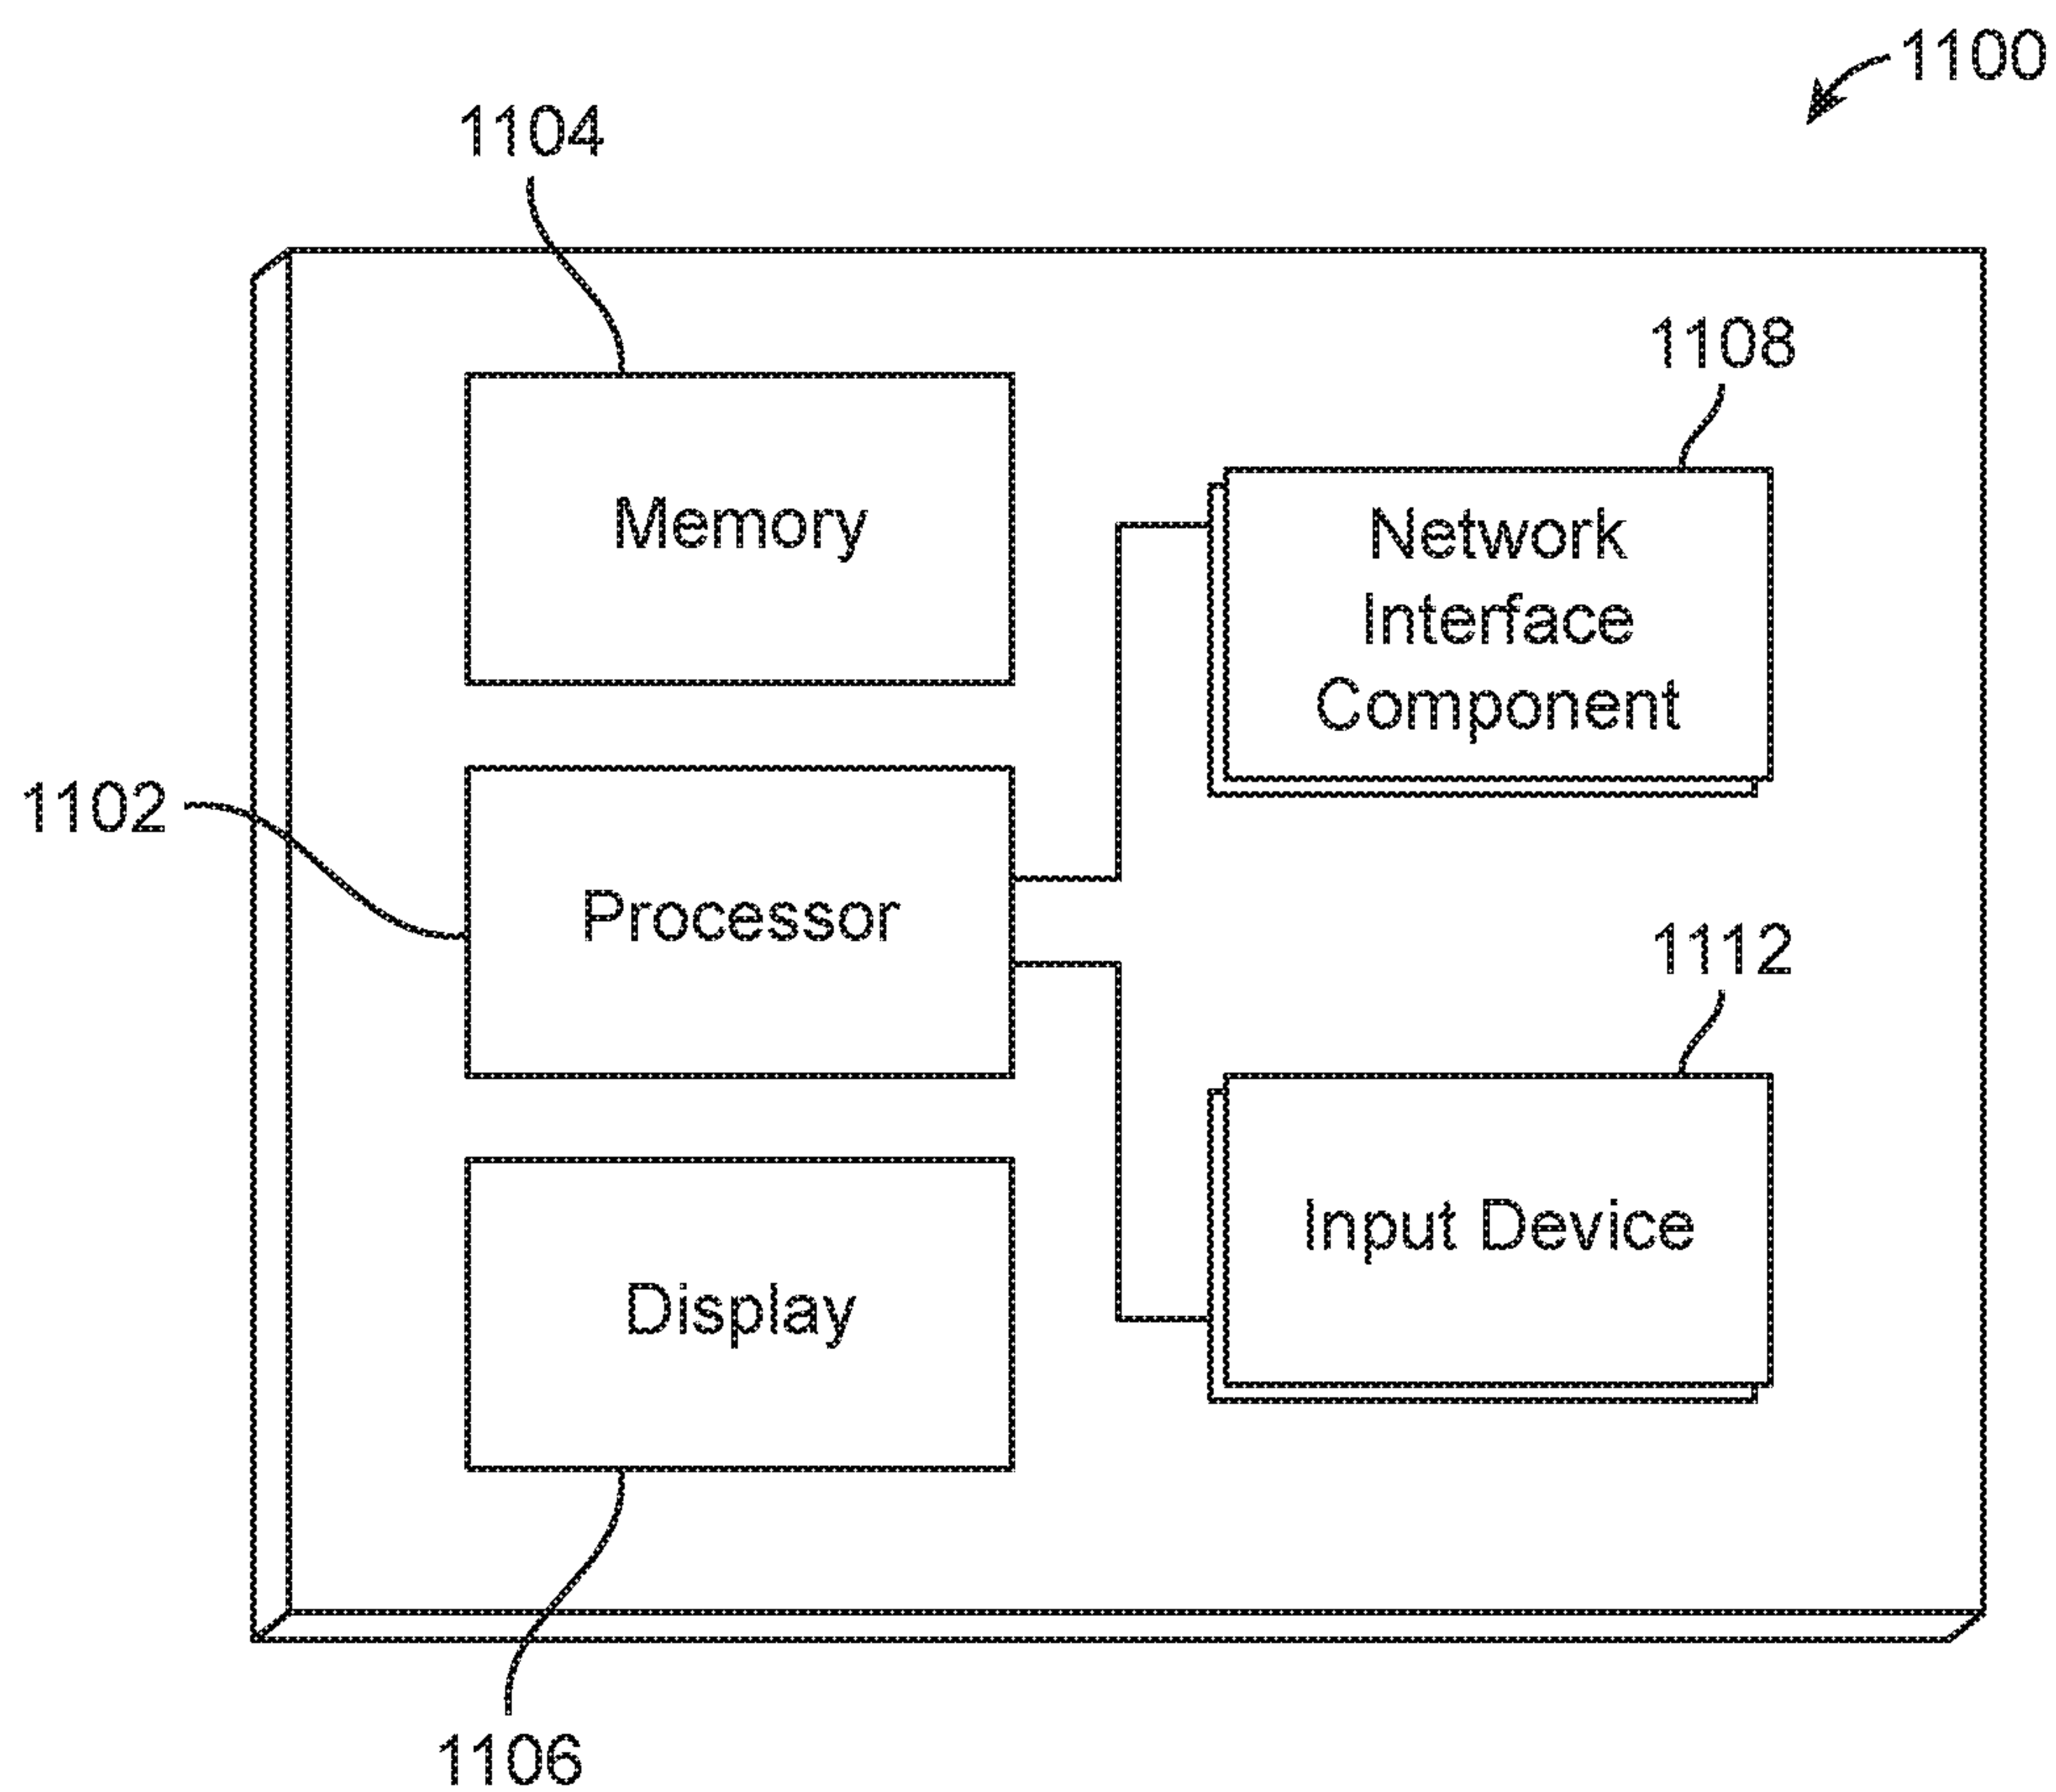 1100
1104
1108
Memory
Network
Interface
Component
1102
Processor
1112
Input Device
Display
1106